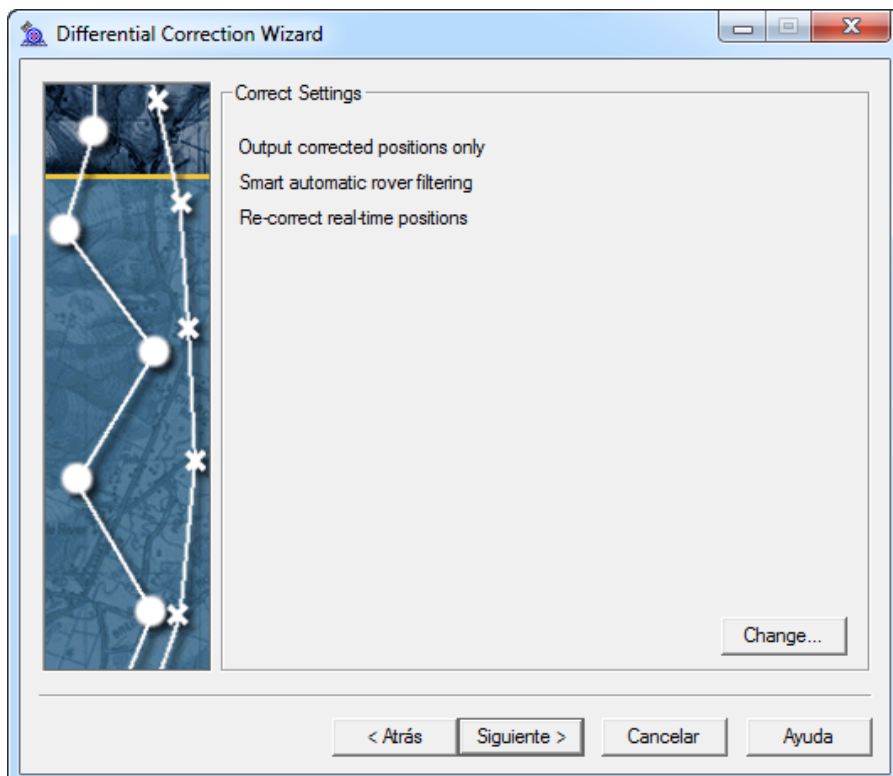 Differential Correction Wizard
Correct Settings
Output corrected positions only
Smart automatic rover filtering
Re-correct real-time positions
Change...
< Atrás
Siguiente >
Cancelar
Ayuda